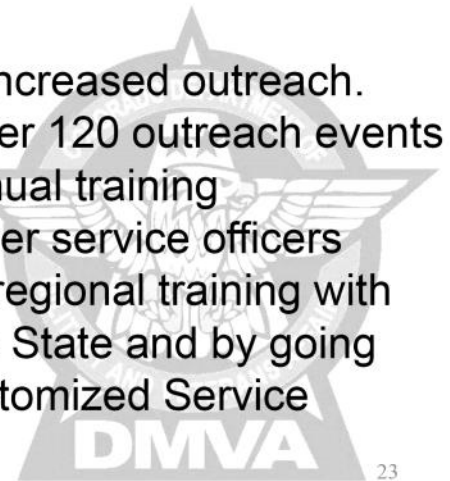 ncreased outreach.
er 120 outreach events
ual training
er service officers
regional training with
State and by going
tomized Service
DMVA
23